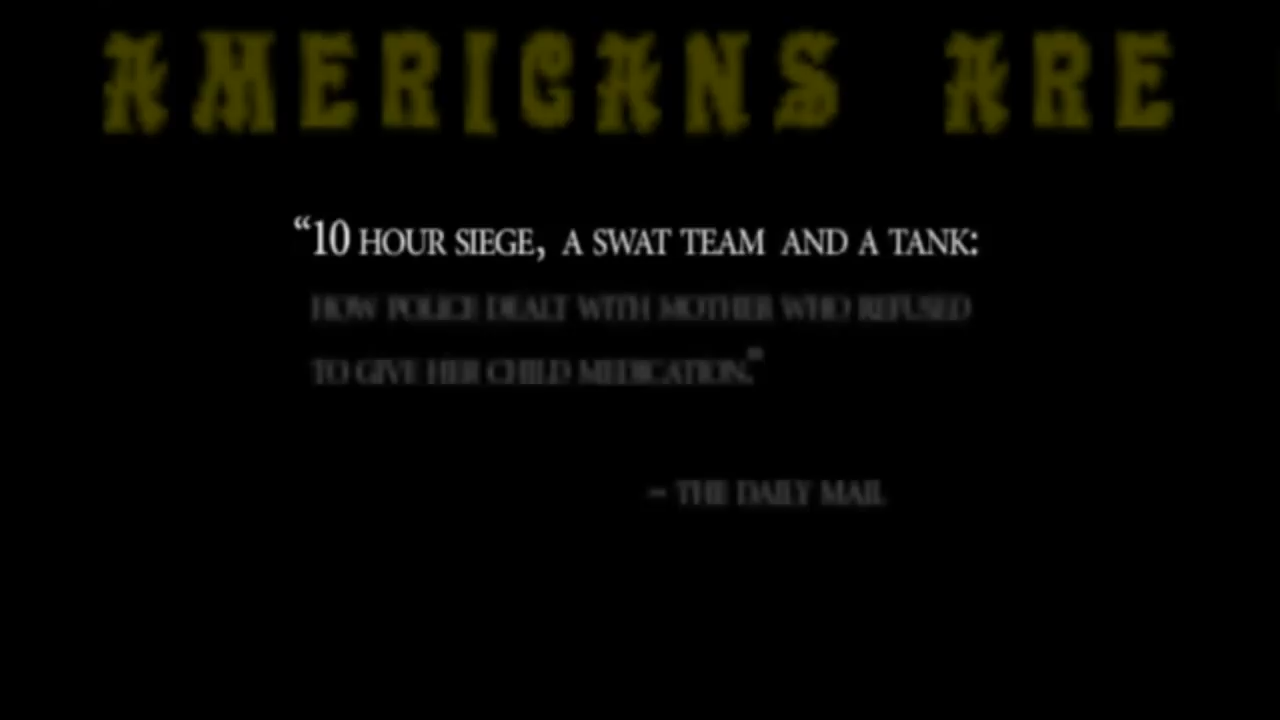 AMERICANS ARE
“10 HOUR SIEGE, A SWAT TEAM AND A TANK:
HOW POLICE DEALT WITH MOTHER WHO REFUSED
TO GIVE HER CHILD MEDICATION.”
– THE DAILY MAIL